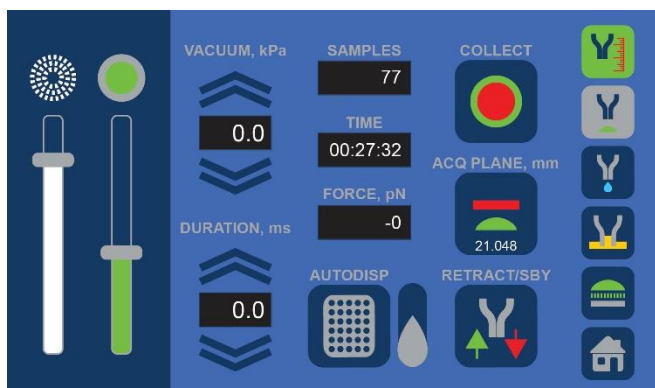 VACUUM, kPa
0.0
DURATION, ms
0.0
SAMPLES
77
TIME
00:27:32
FORCE, pN
-0
AUTODISP
COLLECT
ACQ PLANE, mm
21.048
RETRACT/SBY